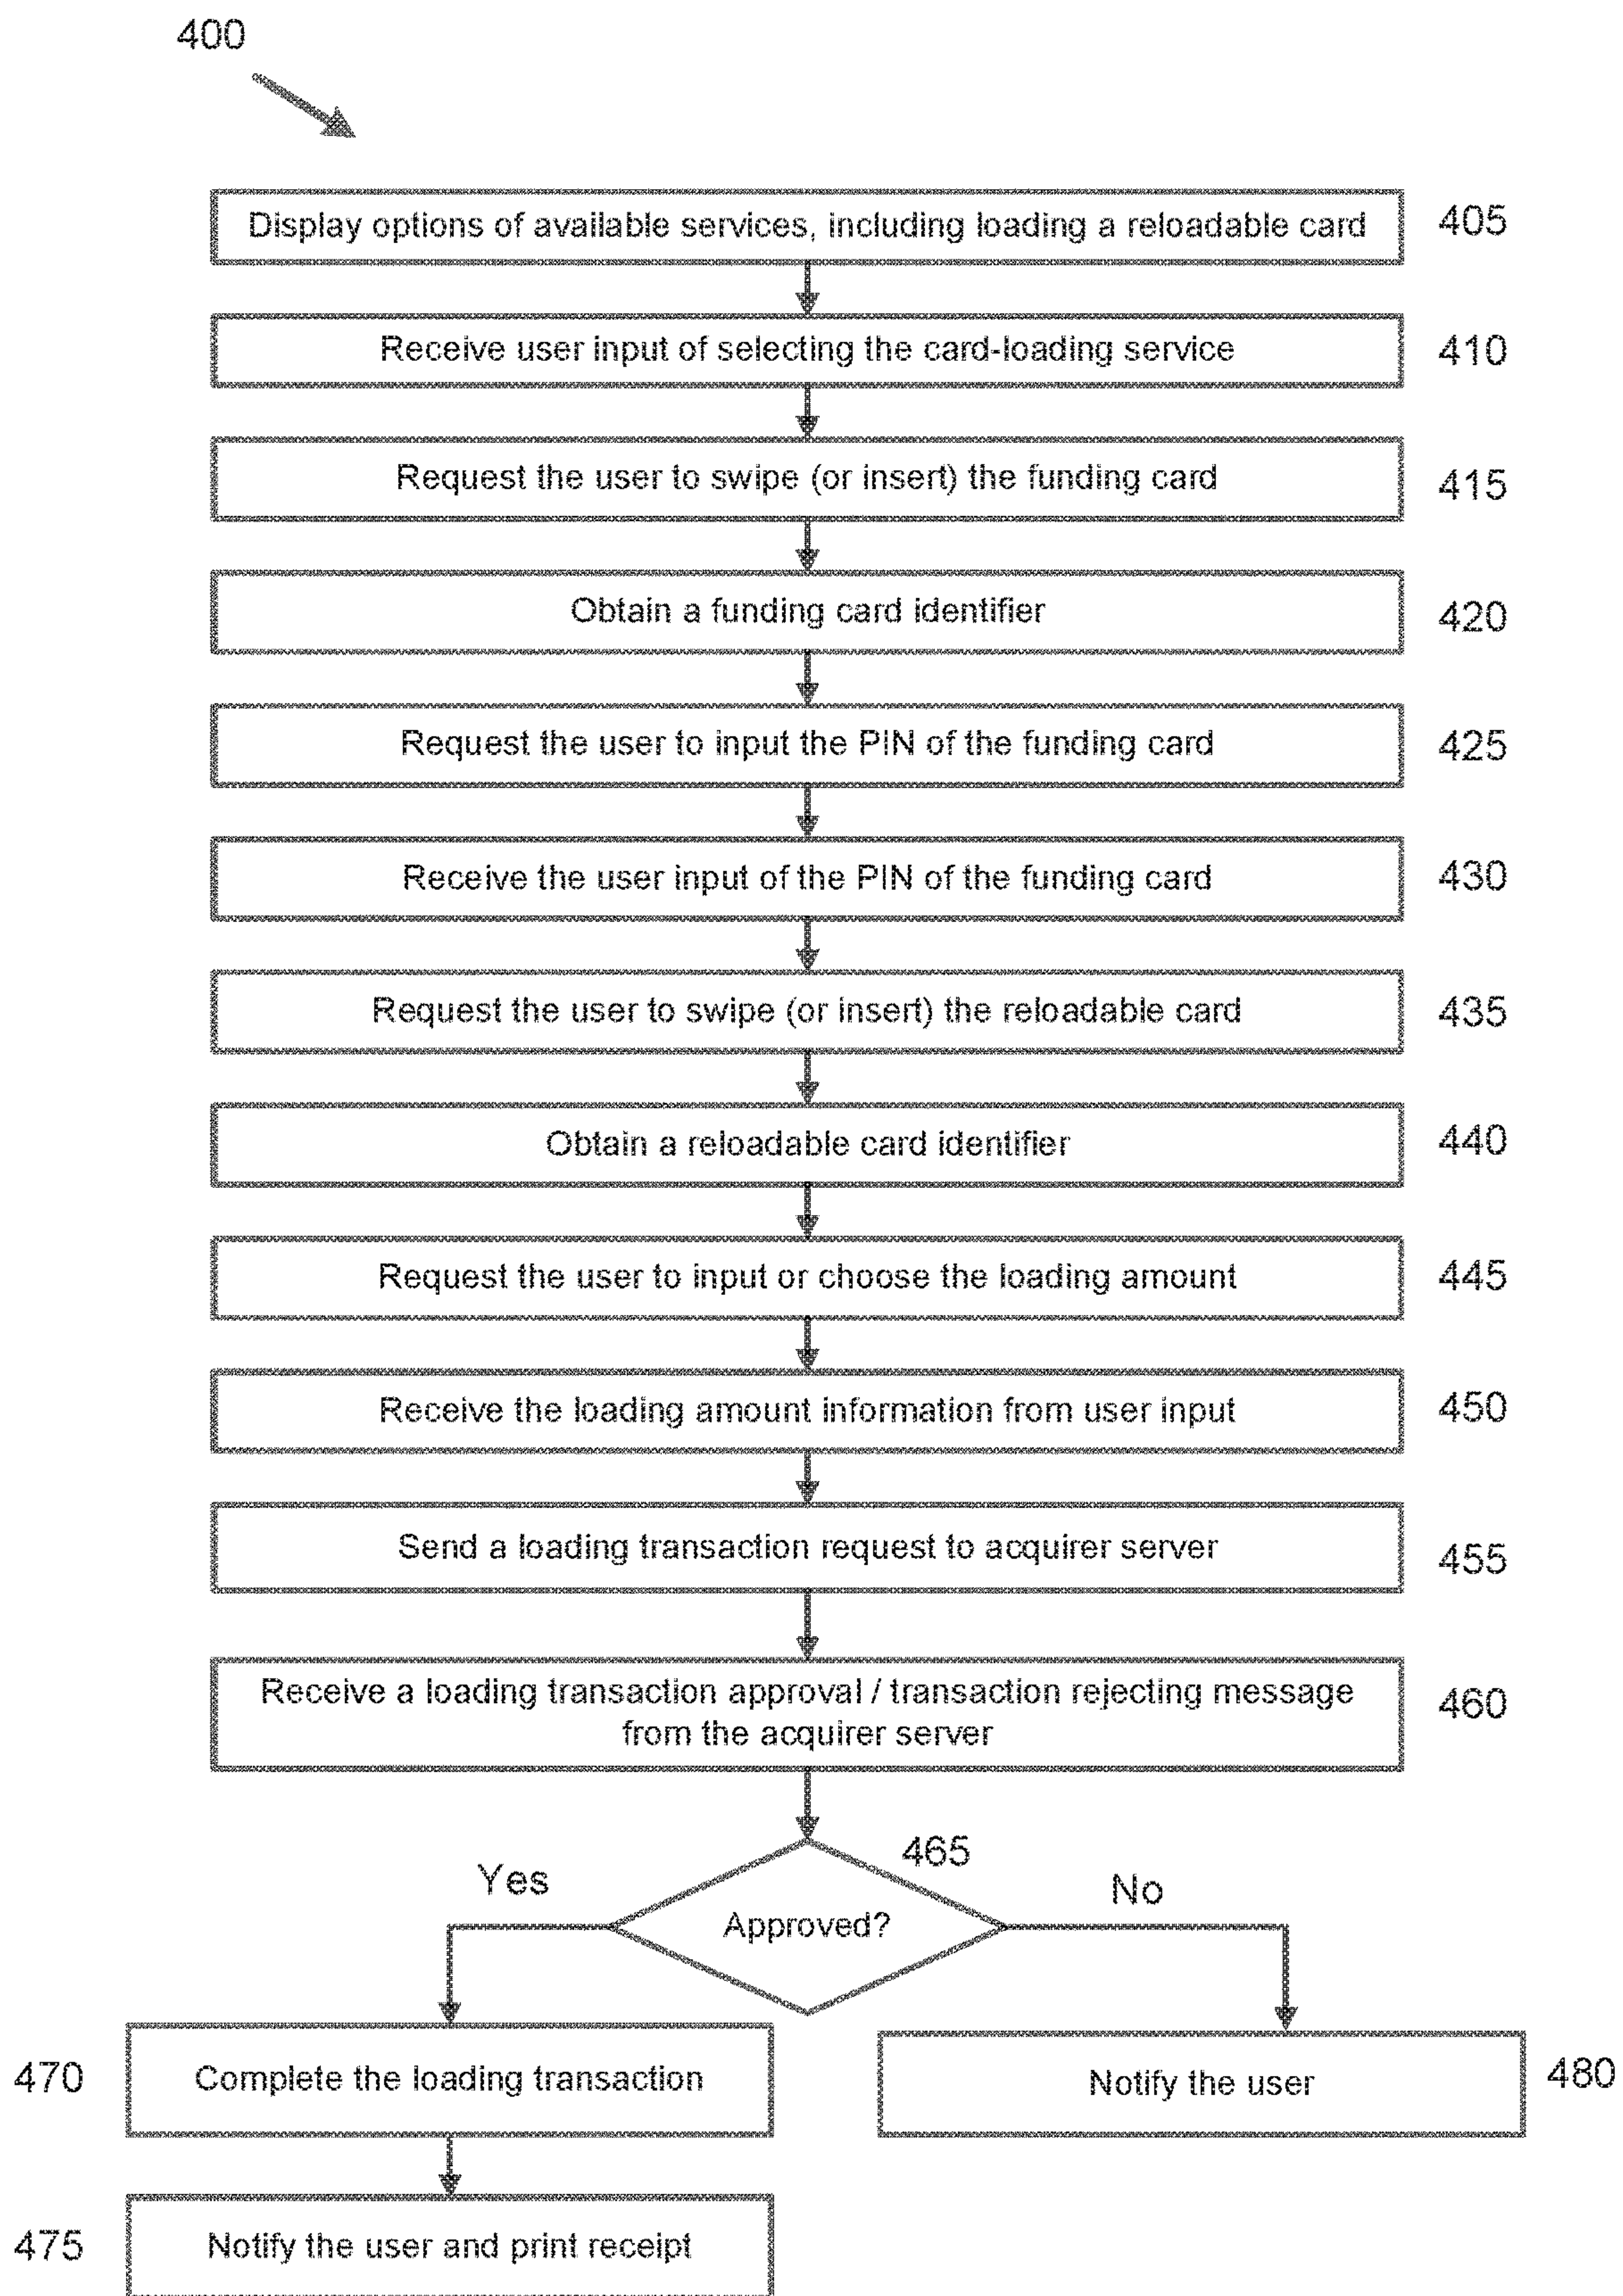 400
Display options of available services, including loading a reloadable card 405
Receive user input of selecting the card-loading service 410
Request the user to swipe (or insert) the funding card 415
Obtain a funding card identifier 420
Request the user to input the PIN of the funding card 425
Receive the user input of the PIN of the funding card 430
Request the user to swipe (or insert) the reloadable card 435
Obtain a reloadable card identifier 440
Request the user to input or choose the loading amount 445
Receive the loading amount information from user input 450
Send a loading transaction request to acquirer server 455
Receive a loading transaction approval / transaction rejecting message
from the acquirer server
460
465
Yes
No
Approved?
470 Complete the loading transaction
Notify the user 480
475 Notify the user and print receipt